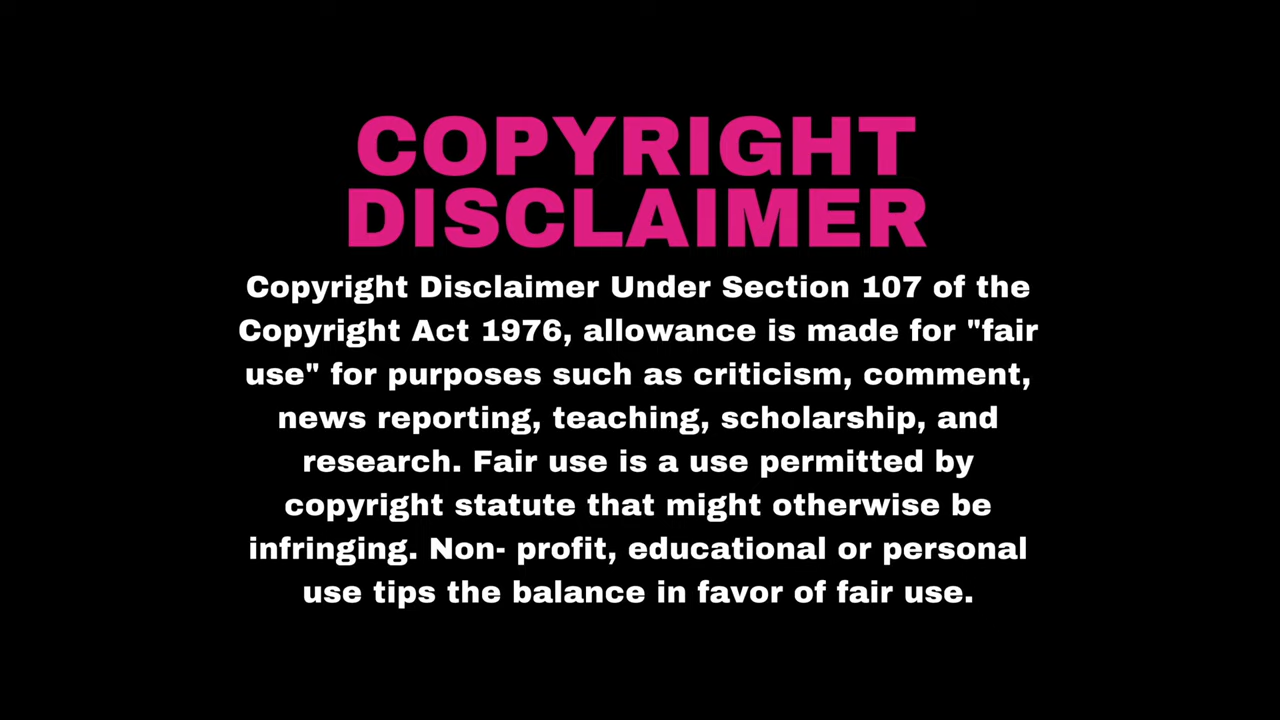 COPYRIGHT
DISCLAIMER
Copyright Disclaimer Under Section 107 of the
Copyright Act 1976, allowance is made for "fair
use" for purposes such as criticism, comment,
news reporting, teaching, scholarship, and
research. Fair use is a use permitted by
copyright statute that might otherwise be
infringing. Non- profit, educational or personal
use tips the balance in favor of fair use.